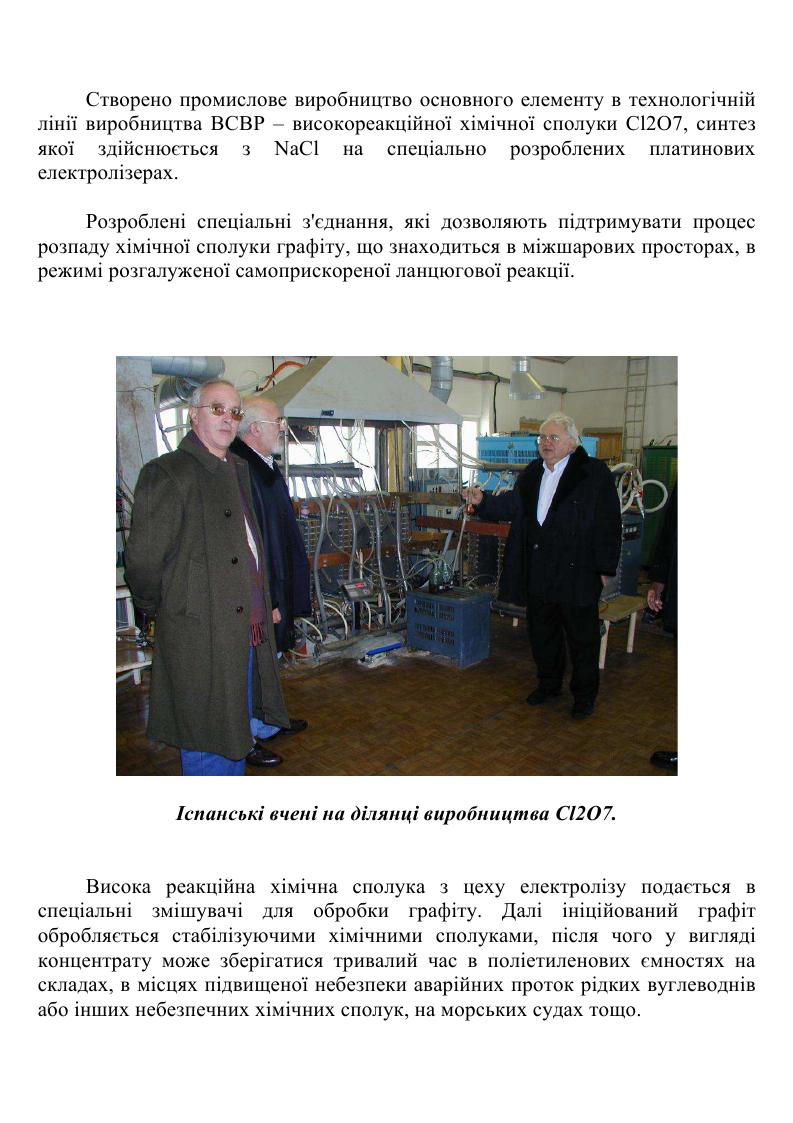 Створено промислове виробництво основного елементу в технологічній
лінії виробництва ВСВР – високореакційної хімічної сполуки Cl2O7, синтез
якої здійснюється з NaCl на спеціально розроблених платинових
електролізерах.
Розроблені спеціальні з'єднання, які дозволяють підтримувати процес
розпаду хімічної сполуки графіту, що знаходиться в міжшарових просторах, в
режимі розгалуженої самоприскореної ланцюгової реакції.
Іспанські вчені на ділянці виробництва Cl2O7.
Висока реакційна хімічна сполука з цеху електролізу подається в
спеціальні змішувачі для обробки графіту. Далі ініційований графіт
обробляється стабілізуючими хімічними сполуками, після чого у вигляді
концентрату може зберігатися тривалий час в поліетиленових ємностях на
складах, в місцях підвищеної небезпеки аварійних проток рідких вуглеводнів
або інших небезпечних хімічних сполук, на морських судах тощо.